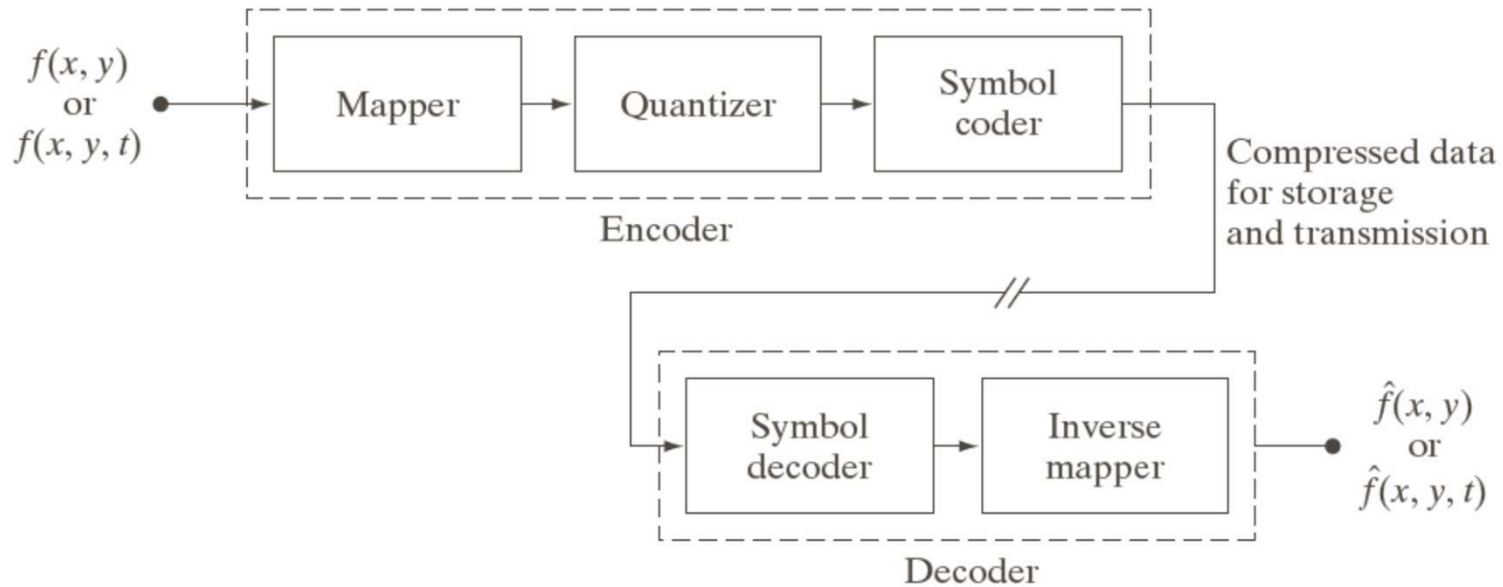 f(x, y)
or
f(x, y, t)
Mapper
Quantizer
Symbol
coder
Encoder
Compressed data
for storage
and transmission
Symbol
decoder
Inverse
mapper
Decoder
f̂(x, y)
or
f̂(x, y, t)